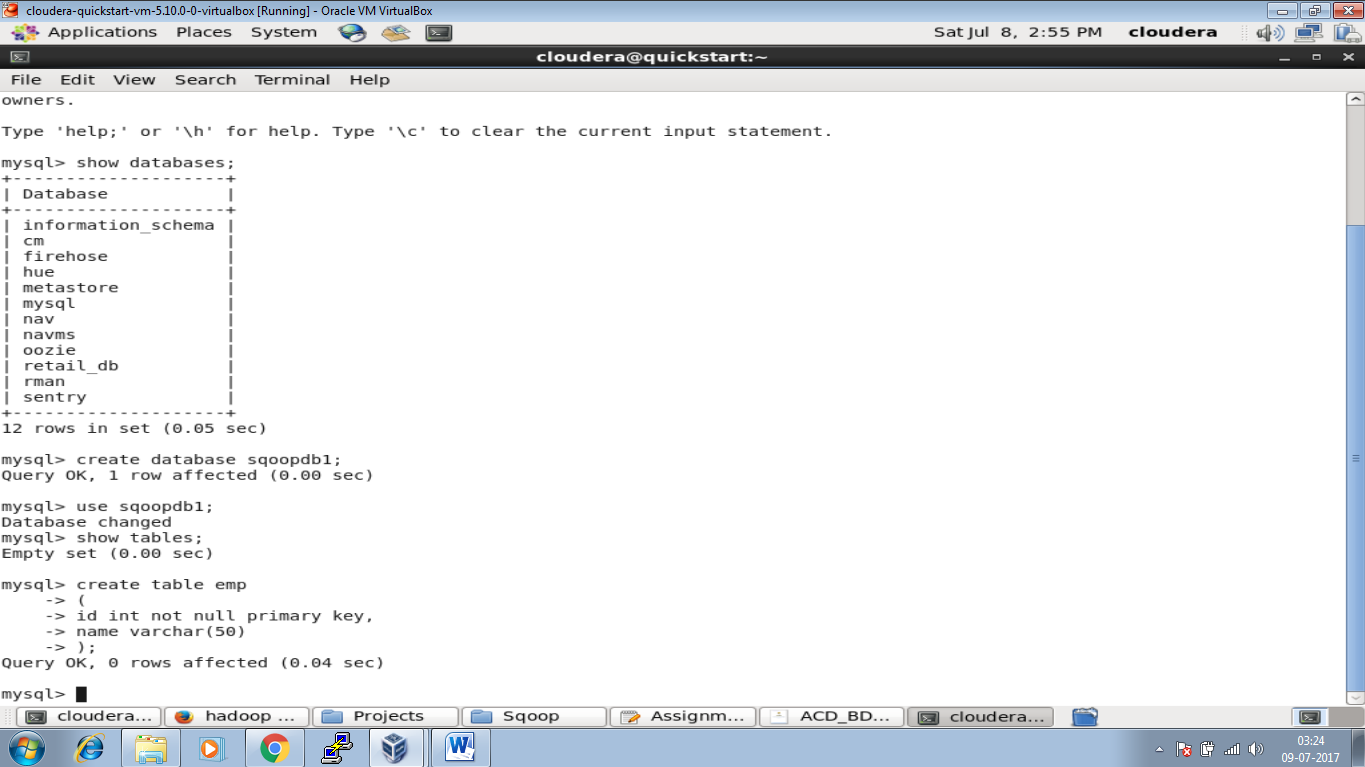 cloudera-quickstart-vm-5.10.0-0-virtualbox [Running] - Oracle VM VirtualBox
Applications Places System Sat Jul 8, 2:55 PM cloudera
cloudera@quickstart:~
File Edit View Search Terminal Help
owners.
Type 'help;' or '\h' for help. Type '\c' to clear the current input statement.
mysql> show databases;
+--------------------+
| Database           |
+--------------------+
| information_schema |
| cm                 |
| firehose           |
| hue                |
| metastore          |
| mysql              |
| nav                |
| navms              |
| oozie              |
| retail_db          |
| rman               |
| sentry             |
+--------------------+
12 rows in set (0.05 sec)
mysql> create database sqoopdb1;
Query OK, 1 row affected (0.00 sec)
mysql> use sqoopdb1;
Database changed
mysql> show tables;
Empty set (0.00 sec)
mysql> create table emp
    -> (
    -> id int not null primary key,
    -> name varchar(50)
    -> );
Query OK, 0 rows affected (0.04 sec)
mysql>
cloudera... hadoop ... Projects Sqoop Assignm... ACD_BD... cloudera...
03:24
09-07-2017